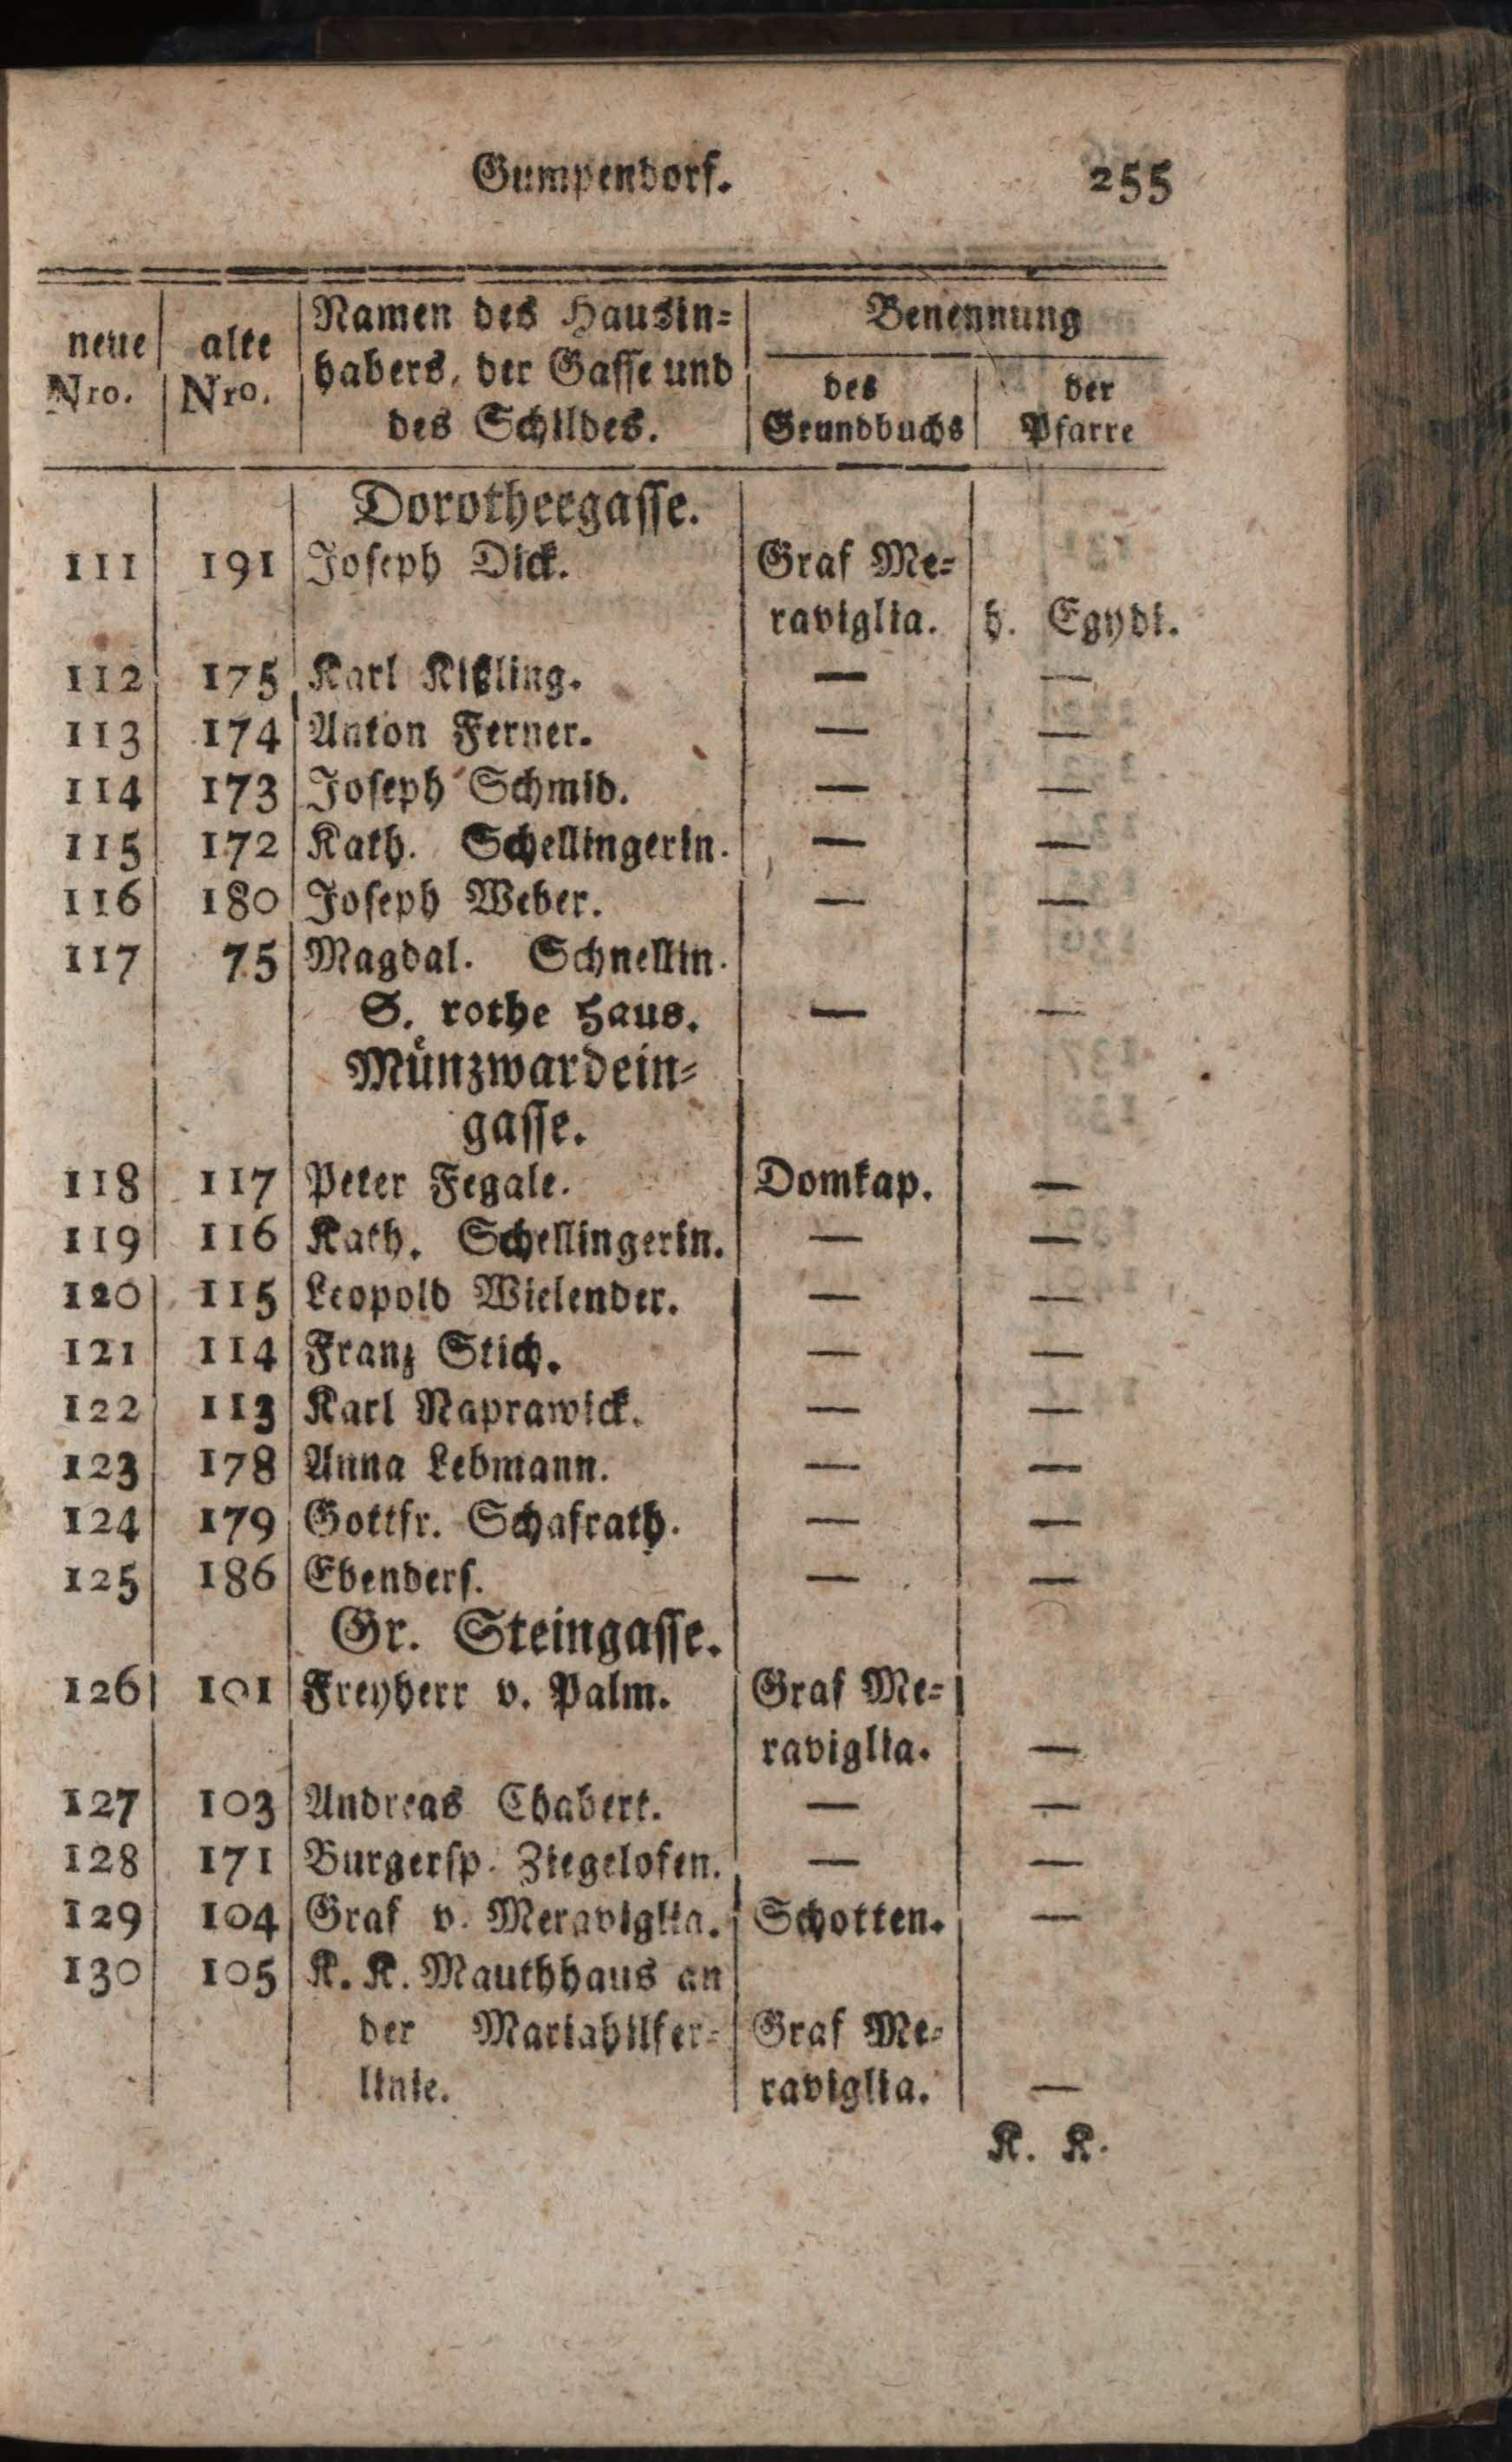 Gumpendorf. 255
neue Nro. | alte Nro. | Namen des Hausin-
habers, der Gasse und
des Schildes. | Benennung
des Grundbuchs | der Pfarre
Dorotheegasse.
111 191 Joseph Dick. Graf Me-
raviglia. h. Egydi.
112 175 Karl Kißling. — —
113 174 Anton Ferner. — —
114 173 Joseph Schmid. — —
115 172 Kath. Schellingerin. — —
116 180 Joseph Weber. — —
117 75 Magdal. Schnellin.
S. rothe Haus. — —
Münzwardein-
gasse.
118 117 Peter Fegale. Domkap. —
119 116 Kath. Schellingerin. — —
120 115 Leopold Wielender. — —
121 114 Franz Stich. — —
122 113 Karl Naprawick. — —
123 178 Anna Lebmann. — —
124 179 Gottfr. Schafrath. — —
125 186 Ebenders. — —
Gr. Steingasse.
126 101 Freyherr v. Palm. Graf Me-
raviglia. —
127 103 Andreas Chabert. — —
128 171 Burgersp. Ziegelofen. — —
129 104 Graf v. Meraviglia. Schotten. —
130 105 K. K. Mauthhaus an
der Mariahilfer- Graf Me-
linie. raviglia. —
K. K.